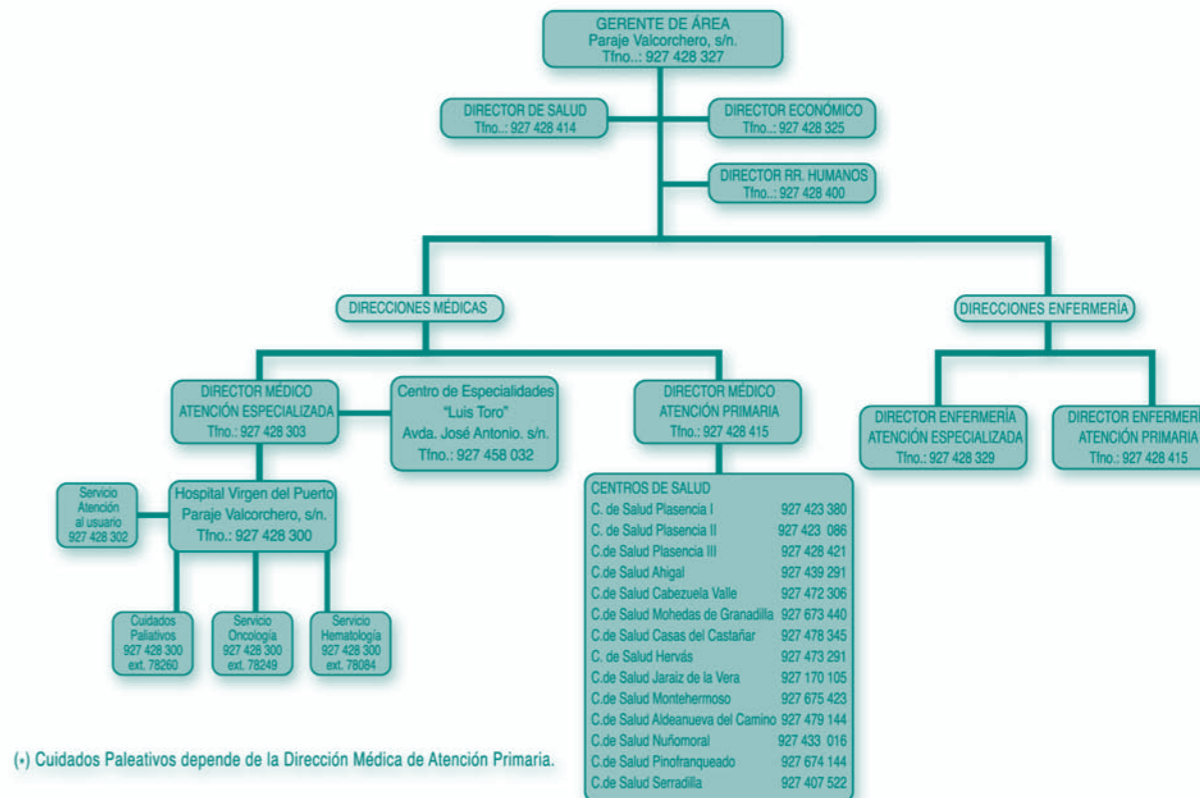 GERENTE DE ÁREA
Paraje Valcorchero, s/n.
Tfno..: 927 428 327
DIRECTOR DE SALUD
Tfno..: 927 428 414
DIRECTOR ECONÓMICO
Tfno..: 927 428 325
DIRECTOR RR. HUMANOS
Tfno..: 927 428 400
DIRECCIONES MÉDICAS
DIRECCIONES ENFERMERÍA
DIRECTOR MÉDICO
ATENCIÓN ESPECIALIZADA
Tfno.: 927 428 303
Centro de Especialidades
“Luis Toro”
Avda. José Antonio. s/n.
Tfno.: 927 458 032
DIRECTOR MÉDICO
ATENCIÓN PRIMARIA
Tfno.: 927 428 415
DIRECTOR ENFERMERÍA
ATENCIÓN ESPECIALIZADA
Tfno.: 927 428 329
DIRECTOR ENFERMERÍ
ATENCIÓN PRIMARIA
Tfno.: 927 428 415
Servicio
Atención
al usuario
927 428 302
Hospital Virgen del Puerto
Paraje Valcorchero, s/n.
Tfno.: 927 428 300
Cuidados
Paliativos
927 428 300
ext. 78260
Servicio
Oncología
927 428 300
ext. 78249
Servicio
Hematología
927 428 300
ext. 78084
CENTROS DE SALUD
C. de Salud Plasencia I 927 423 380
C. de Salud Plasencia II 927 423 086
C.de Salud Plasencia III 927 428 421
C.de Salud Ahigal 927 439 291
C.de Salud Cabezuela Valle 927 472 306
C.de Salud Mohedas de Granadilla 927 673 440
C.de Salud Casas del Castañar 927 478 345
C. de Salud Hervás 927 473 291
C.de Salud Jaraiz de la Vera 927 170 105
C.de Salud Montehermoso 927 675 423
C.de Salud Aldeanueva del Camino 927 479 144
C.de Salud Nuñomoral 927 433 016
C.de Salud Pinofranqueado 927 674 144
C.de Salud Serradilla 927 407 522
(•) Cuidados Paleativos depende de la Dirección Médica de Atención Primaria.